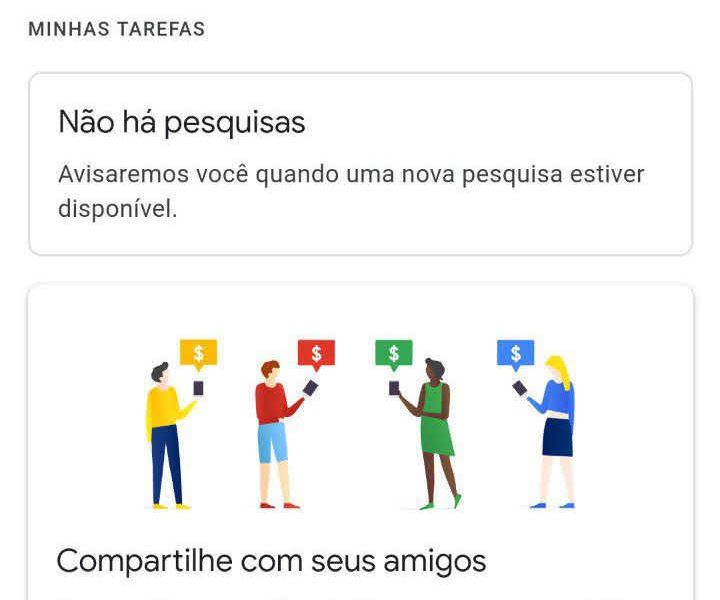 MINHAS TAREFAS
Não há pesquisas
Avisaremos você quando uma nova pesquisa estiver
disponível.
$ $ $ $
Compartilhe com seus amigos